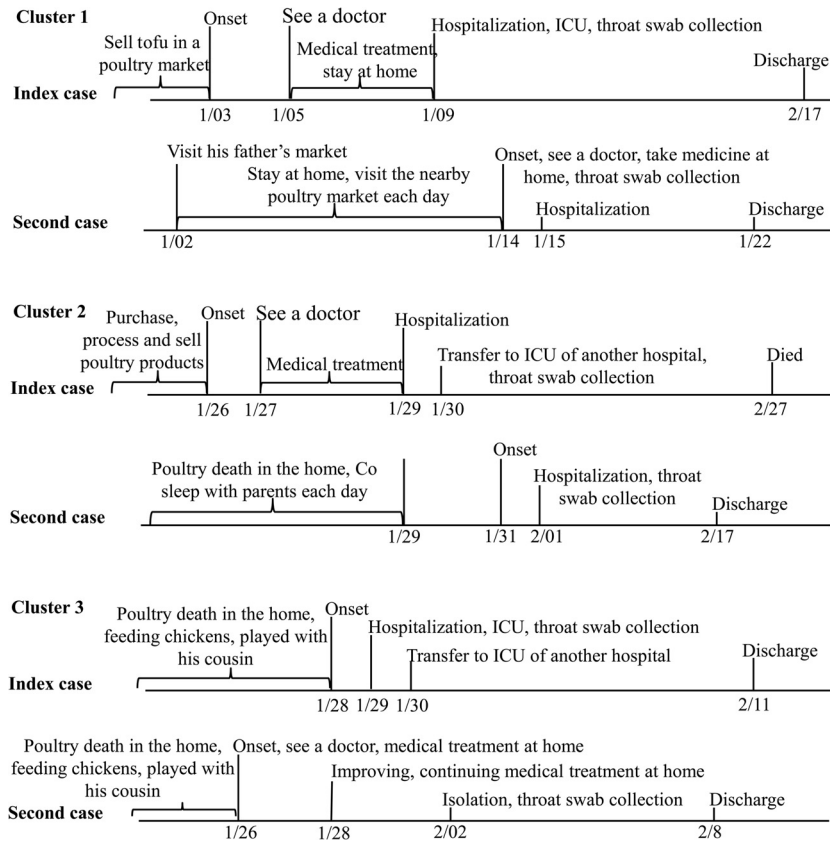 Cluster 1
Onset
See a doctor
Hospitalization, ICU, throat swab collection
Sell tofu in a
poultry market
Medical treatment,
stay at home
Discharge
Index case
1/03
1/05
1/09
2/17
Visit his father's market
Stay at home, visit the nearby
poultry market each day
Onset, see a doctor, take medicine at
home, throat swab collection
Hospitalization
Discharge
Second case
1/02
1/14
1/15
1/22
Cluster 2
Purchase,
process and sell
poultry products
Onset
See a doctor
Hospitalization
Medical treatment
Transfer to ICU of another hospital,
throat swab collection
Died
Index case
1/26
1/27
1/29
1/30
2/27
Poultry death in the home, Co
sleep with parents each day
Onset
Hospitalization, throat
swab collection
Discharge
Second case
1/29
1/31
2/01
2/17
Cluster 3
Poultry death in the home,
feeding chickens, played with
his cousin
Onset
Hospitalization, ICU, throat swab collection
Transfer to ICU of another hospital
Discharge
Index case
1/28
1/29
1/30
2/11
Poultry death in the home,
feeding chickens, played with
his cousin
Onset, see a doctor, medical treatment at home
Improving, continuing medical treatment at home
Isolation, throat swab collection
Discharge
Second case
1/26
1/28
2/02
2/8